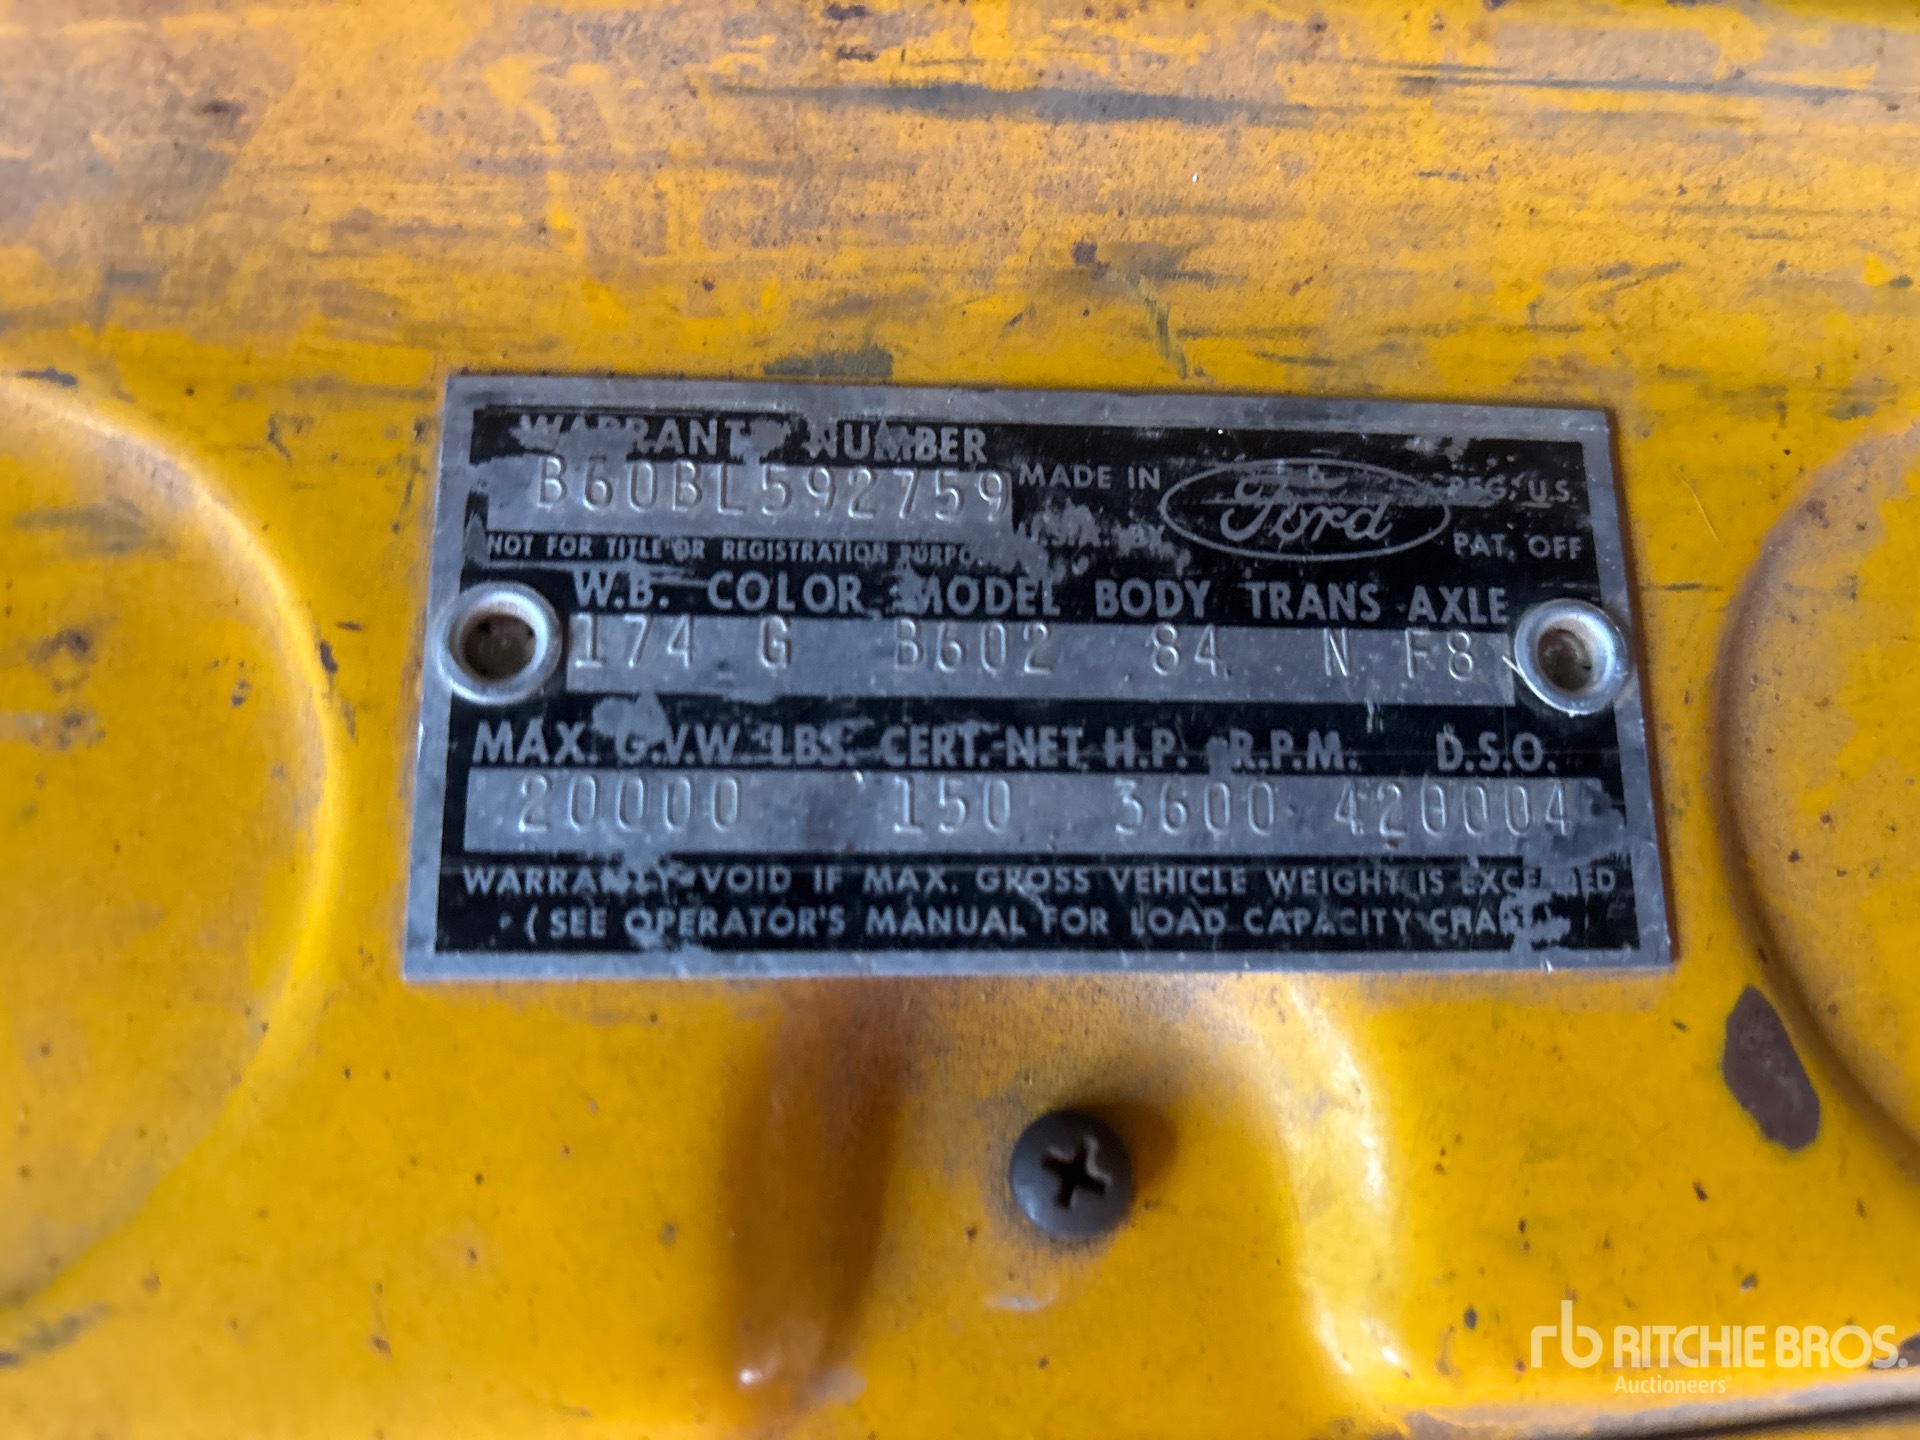 WARRANTY NUMBER
B60BL592759
MADE IN
U.S.A. BY
Ford
REG. U.S.
PAT. OFF
NOT FOR TITLE OR REGISTRATION
W.B. COLOR MODEL BODY TRANS AXLE
174 G B602 84 N F8
MAX. G.V.W. LBS. CERT. NET H.P. R.P.M. D.S.O.
20000 150 3600 420004
WARRANTY VOID IF MAX. GROSS VEHICLE WEIGHT IS EXCEEDED
(SEE OPERATOR'S MANUAL FOR LOAD CAPACITY CHART)
rb RITCHIE BROS.
Auctioneers